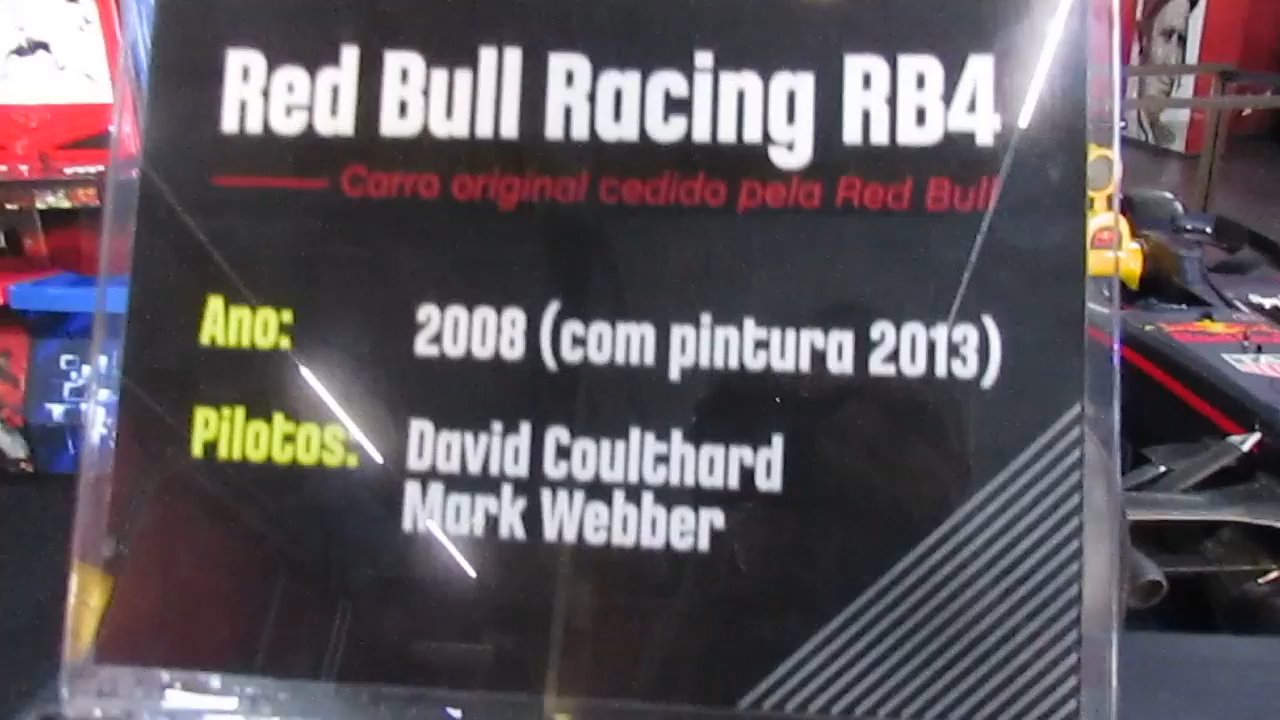 Red Bull Racing RB4
Carro original cedido pela Red Bull
Ano: 2008 (com pintura 2013)
Pilotos: David Coulthard
Mark Webber